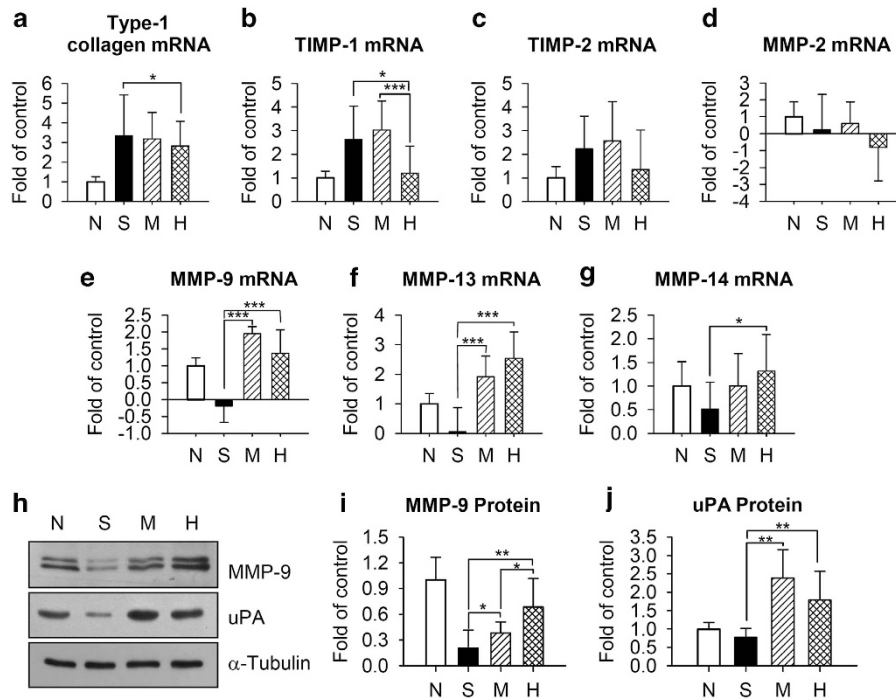 a
Type-1
collagen mRNA
Fold of control
6
5
4
3
2
1
0
*
N S M H
b
TIMP-1 mRNA
Fold of control
5
4
3
2
1
0
*
***
N S M H
c
TIMP-2 mRNA
Fold of control
5
4
3
2
1
0
N S M H
d
MMP-2 mRNA
Fold of control
3
2
1
0
-1
-2
-3
-4
N S M H
e
MMP-9 mRNA
Fold of control
2.5
2.0
1.5
1.0
0.5
0.0
-0.5
-1.0
***
***
N S M H
f
MMP-13 mRNA
Fold of control
4
3
2
1
0
***
***
N S M H
g
MMP-14 mRNA
Fold of control
2.5
2.0
1.5
1.0
0.5
0.0
*
N S M H
h
N S M H
MMP-9
uPA
α-Tubulin
i
MMP-9 Protein
Fold of control
1.5
1.2
0.9
0.6
0.3
0.0
**
*
*
N S M H
j
uPA Protein
Fold of control
3.5
3.0
2.5
2.0
1.5
1.0
0.5
0.0
**
**
N S M H